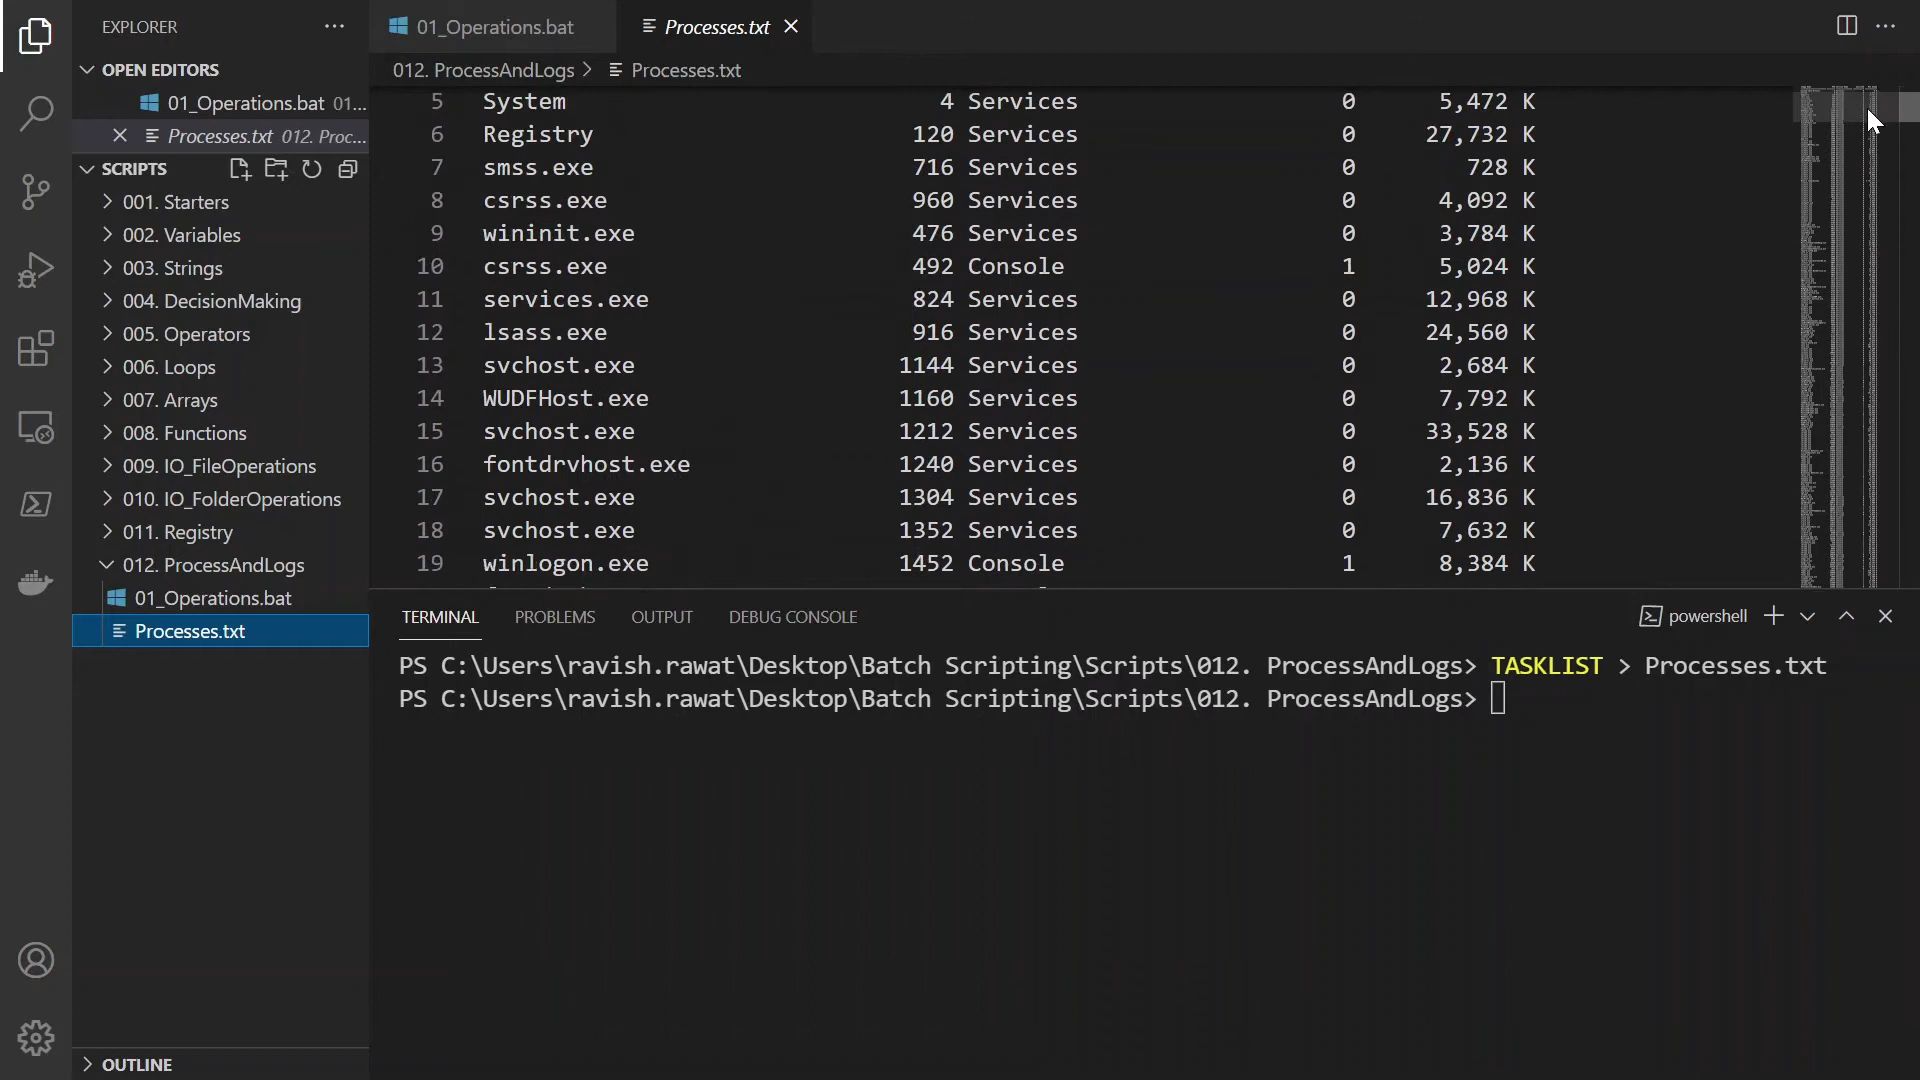 EXPLORER
OPEN EDITORS
01_Operations.bat 01...
Processes.txt 012. Proc...
SCRIPTS
001. Starters
002. Variables
003. Strings
004. DecisionMaking
005. Operators
006. Loops
007. Arrays
008. Functions
009. IO_FileOperations
010. IO_FolderOperations
011. Registry
012. ProcessAndLogs
01_Operations.bat
Processes.txt
OUTLINE
01_Operations.bat Processes.txt
012. ProcessAndLogs > Processes.txt
5 System 4 Services 0 5,472 K
6 Registry 120 Services 0 27,732 K
7 smss.exe 716 Services 0 728 K
8 csrss.exe 960 Services 0 4,092 K
9 wininit.exe 476 Services 0 3,784 K
10 csrss.exe 492 Console 1 5,024 K
11 services.exe 824 Services 0 12,968 K
12 lsass.exe 916 Services 0 24,560 K
13 svchost.exe 1144 Services 0 2,684 K
14 WUDFHost.exe 1160 Services 0 7,792 K
15 svchost.exe 1212 Services 0 33,528 K
16 fontdrvhost.exe 1240 Services 0 2,136 K
17 svchost.exe 1304 Services 0 16,836 K
18 svchost.exe 1352 Services 0 7,632 K
19 winlogon.exe 1452 Console 1 8,384 K
TERMINAL PROBLEMS OUTPUT DEBUG CONSOLE powershell
PS C:\Users\ravish.rawat\Desktop\Batch Scripting\Scripts\012. ProcessAndLogs> TASKLIST > Processes.txt
PS C:\Users\ravish.rawat\Desktop\Batch Scripting\Scripts\012. ProcessAndLogs>